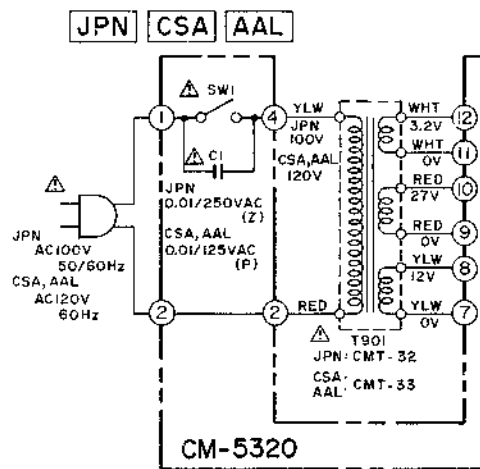 JPN CSA AAL
SW1
1
4
YLW
JPN
100V
CSA, AAL
120V
C1
JPN
0.01/250VAC
(Z)
CSA, AAL
0.01/125VAC
(P)
JPN
AC100V
50/60Hz
CSA, AAL
AC120V
60Hz
2
2
RED
WHT
3.2V
12
WHT
0V
11
RED
27V
10
RED
0V
9
YLW
12V
8
YLW
0V
7
T901
JPN: CMT-32
CSA
AAL: CMT-33
CM-5320